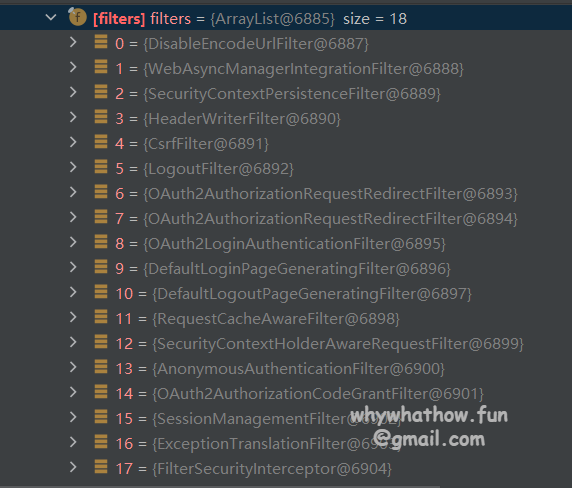 [filters] filters = {ArrayList@6885} size = 18
0 = {DisableEncodeUrlFilter@6887}
1 = {WebAsyncManagerIntegrationFilter@6888}
2 = {SecurityContextPersistenceFilter@6889}
3 = {HeaderWriterFilter@6890}
4 = {CsrfFilter@6891}
5 = {LogoutFilter@6892}
6 = {OAuth2AuthorizationRequestRedirectFilter@6893}
7 = {OAuth2AuthorizationRequestRedirectFilter@6894}
8 = {OAuth2LoginAuthenticationFilter@6895}
9 = {DefaultLoginPageGeneratingFilter@6896}
10 = {DefaultLogoutPageGeneratingFilter@6897}
11 = {RequestCacheAwareFilter@6898}
12 = {SecurityContextHolderAwareRequestFilter@6899}
13 = {AnonymousAuthenticationFilter@6900}
14 = {OAuth2AuthorizationCodeGrantFilter@6901}
15 = {SessionManagementFilter
16 = {ExceptionTranslationFilter
17 = {FilterSecurityInterceptor@6904}
whywhathow.fun
@gmail.com